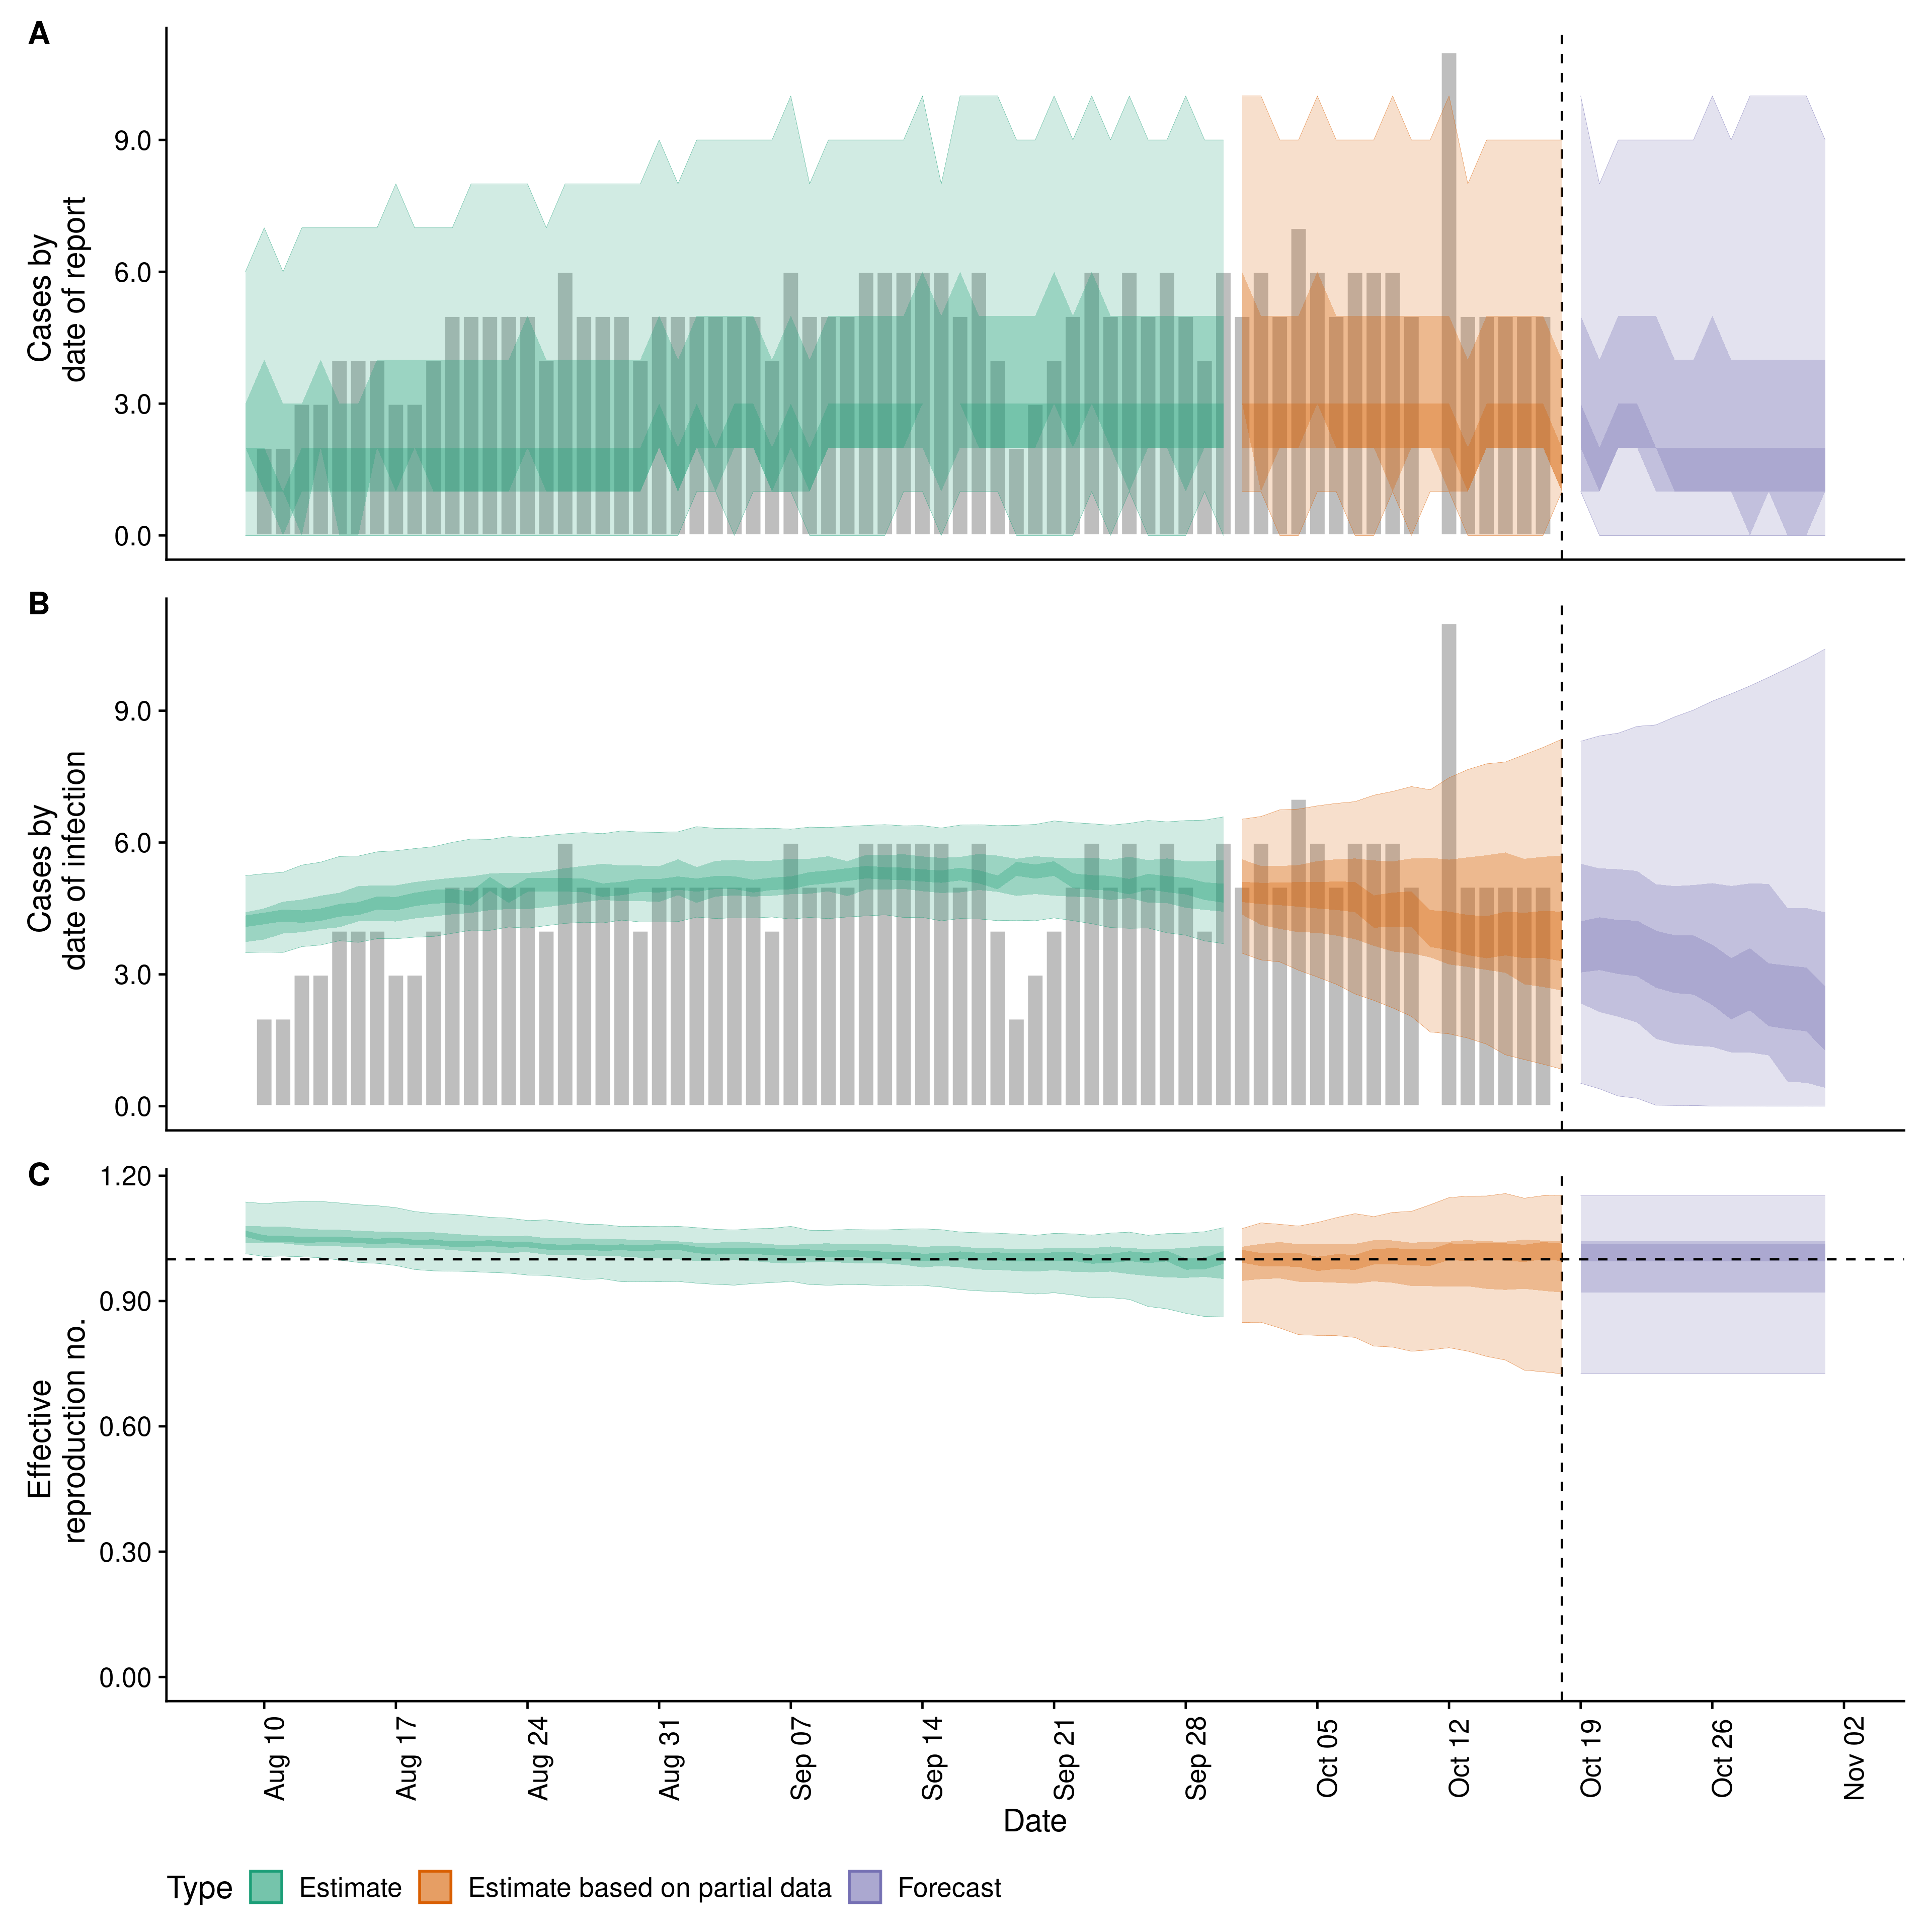 A
Cases by
date of report
9.0
6.0
3.0
0.0
B
Cases by
date of infection
9.0
6.0
3.0
0.0
C
Effective
reproduction no.
1.20
0.90
0.60
0.30
0.00
Aug 10
Aug 17
Aug 24
Aug 31
Sep 07
Sep 14
Sep 21
Sep 28
Oct 05
Oct 12
Oct 19
Oct 26
Nov 02
Date
Type Estimate Estimate based on partial data Forecast